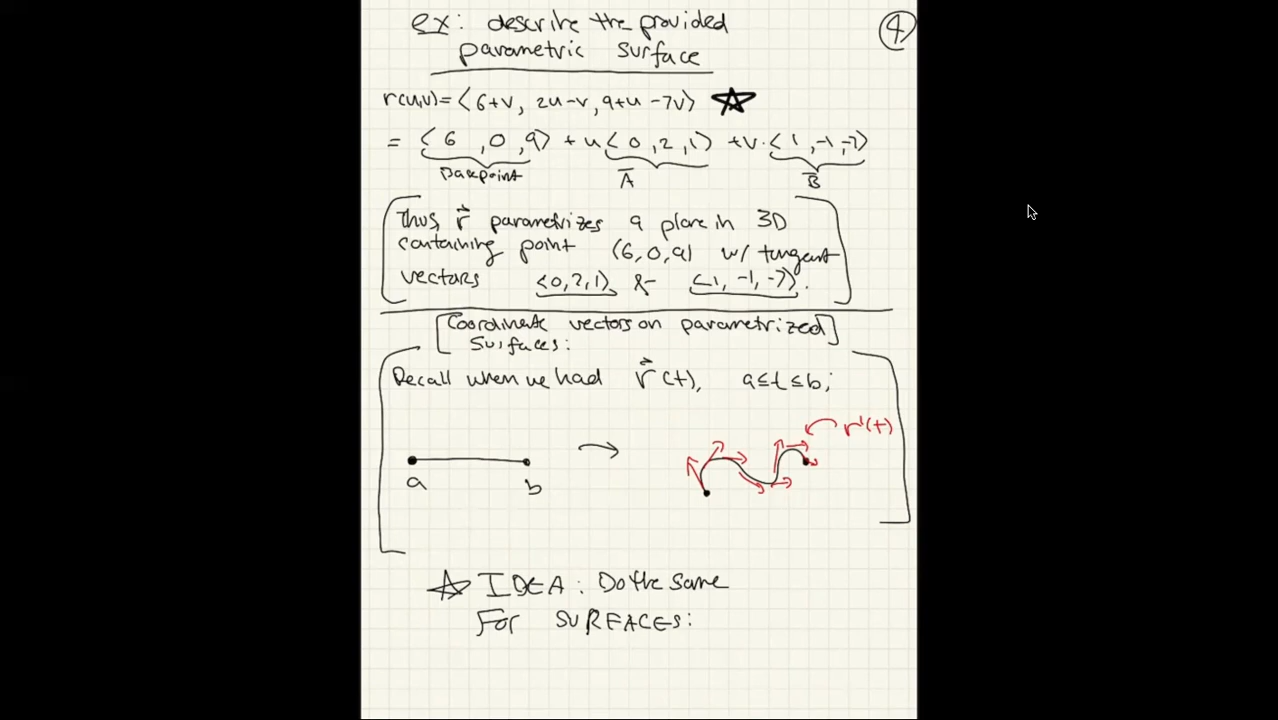 ex: describe the provided
④
parametric surface
r(u,v)= ⟨6+v, 2u-v, 9+u-7v⟩ ☆
= ⟨6, 0, 9⟩ + u⟨0, 2, 1⟩ + v·⟨1, -1, -7⟩
Basepoint A̅ B̅
Thus, r⃗ parametrizes a plane in 3D
containing point (6,0,9) w/ tangent
vectors ⟨0,2,1⟩ & ⟨1, -1, -7⟩.
[Coordinate vectors on parametrized
surfaces:]
Recall when we had r⃗(t), a≤t≤b;
r'(t)
a b
☆ IDEA: Do the same
For SURFACES: